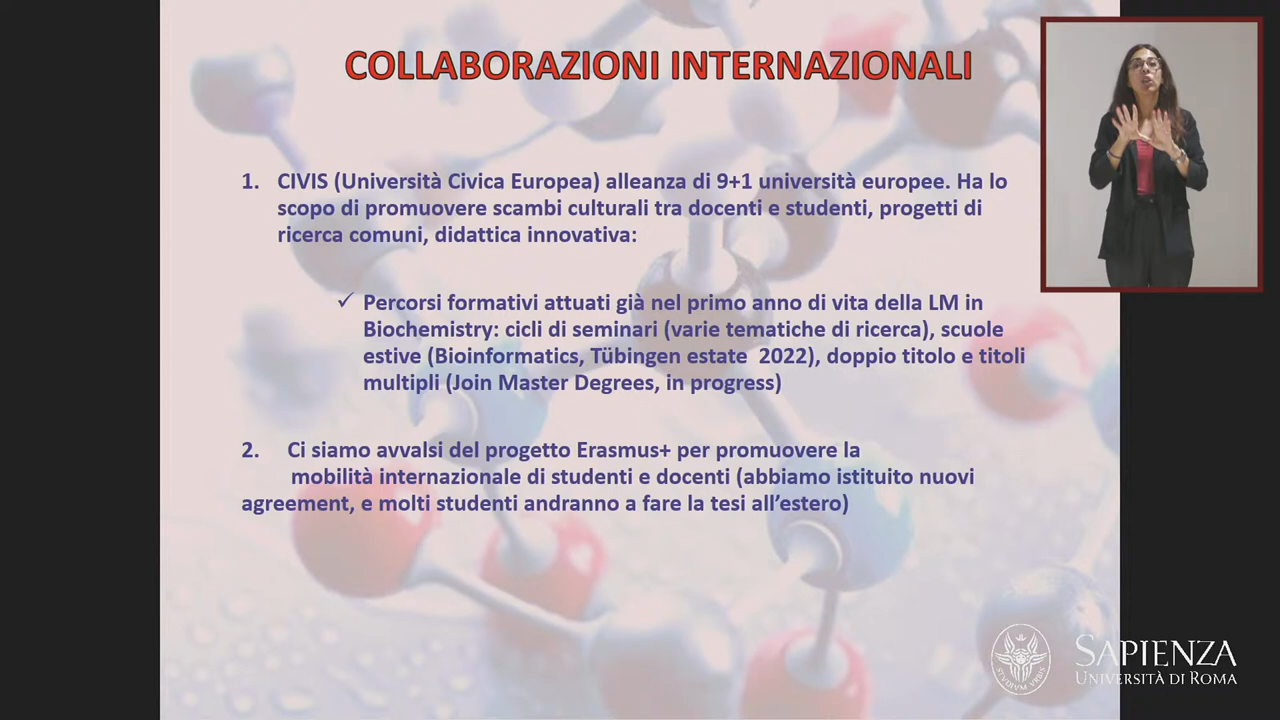 COLLABORAZIONI INTERNAZIONALI
1. CIVIS (Università Civica Europea) alleanza di 9+1 università europee. Ha lo
scopo di promuovere scambi culturali tra docenti e studenti, progetti di
ricerca comuni, didattica innovativa:
✓ Percorsi formativi attuati già nel primo anno di vita della LM in
Biochemistry: cicli di seminari (varie tematiche di ricerca), scuole
estive (Bioinformatics, Tübingen estate 2022), doppio titolo e titoli
multipli (Join Master Degrees, in progress)
2. Ci siamo avvalsi del progetto Erasmus+ per promuovere la
mobilità internazionale di studenti e docenti (abbiamo istituito nuovi
agreement, e molti studenti andranno a fare la tesi all’estero)
STUDIUM URBIS
SAPIENZA
UNIVERSITÀ DI ROMA